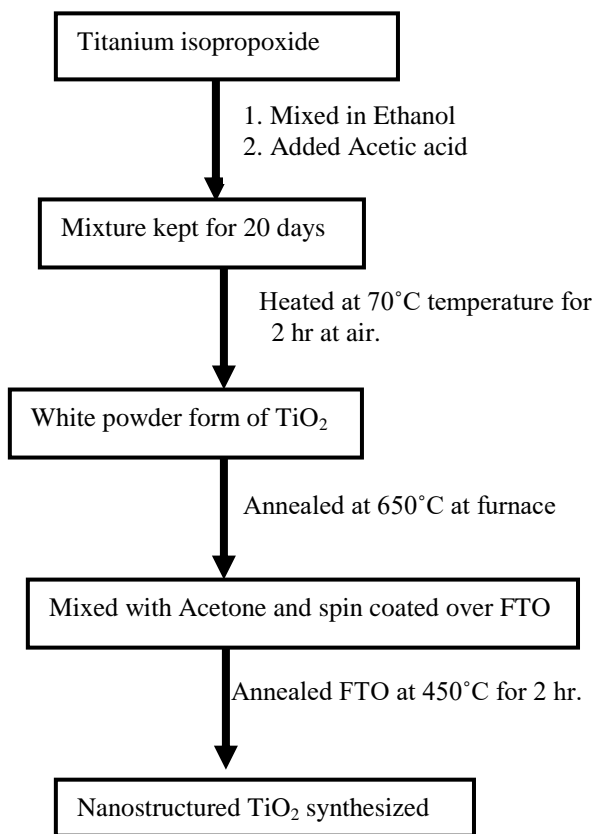 Titanium isopropoxide
1. Mixed in Ethanol
2. Added Acetic acid
Mixture kept for 20 days
Heated at 70˚C temperature for
2 hr at air.
White powder form of TiO₂
Annealed at 650˚C at furnace
Mixed with Acetone and spin coated over FTO
Annealed FTO at 450˚C for 2 hr.
Nanostructured TiO₂ synthesized